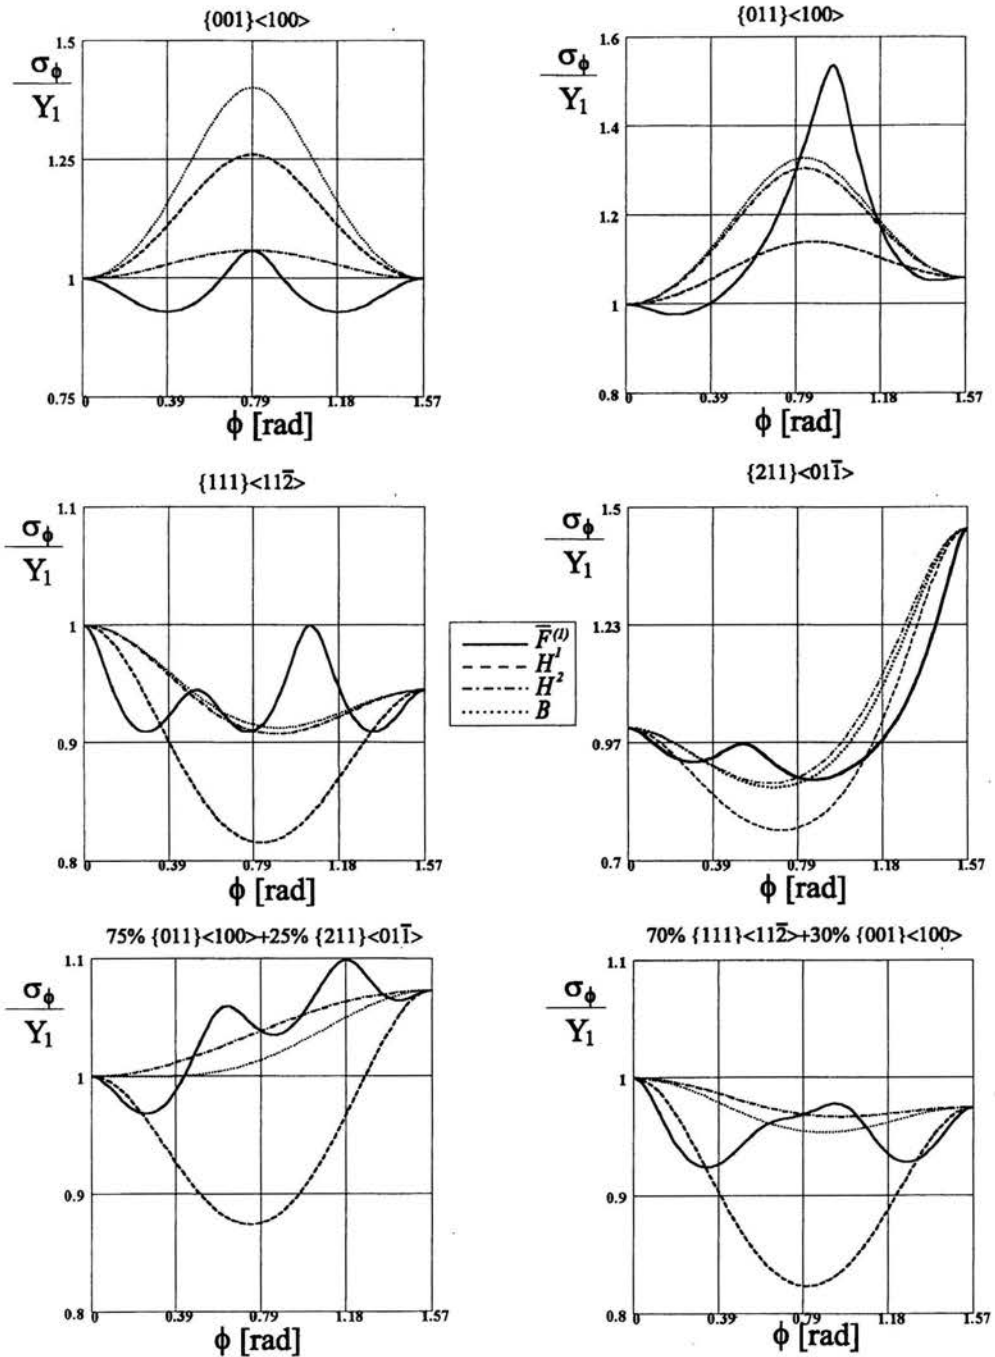 {001}<100>
1.5
σϕ
Y1
1.25
1
0.75
0 0.39 0.79 1.18 1.57
ϕ [rad]
{011}<100>
1.6
σϕ
Y1
1.4
1.2
1
0.8
0 0.39 0.79 1.18 1.57
ϕ [rad]
{111}<112̅>
1.1
σϕ
Y1
1
0.9
0.8
0 0.39 0.79 1.18 1.57
ϕ [rad]
{211}<011̅>
1.5
σϕ
Y1
1.23
0.97
0.7
0 0.39 0.79 1.18 1.57
ϕ [rad]
F̅(1)
H1
H2
B
75% {011}<100>+25% {211}<011̅>
1.1
σϕ
Y1
1
0.9
0.8
0 0.39 0.79 1.18 1.57
ϕ [rad]
70% {111}<112̅>+30% {001}<100>
1.1
σϕ
Y1
1
0.9
0.8
0 0.39 0.79 1.18 1.57
ϕ [rad]